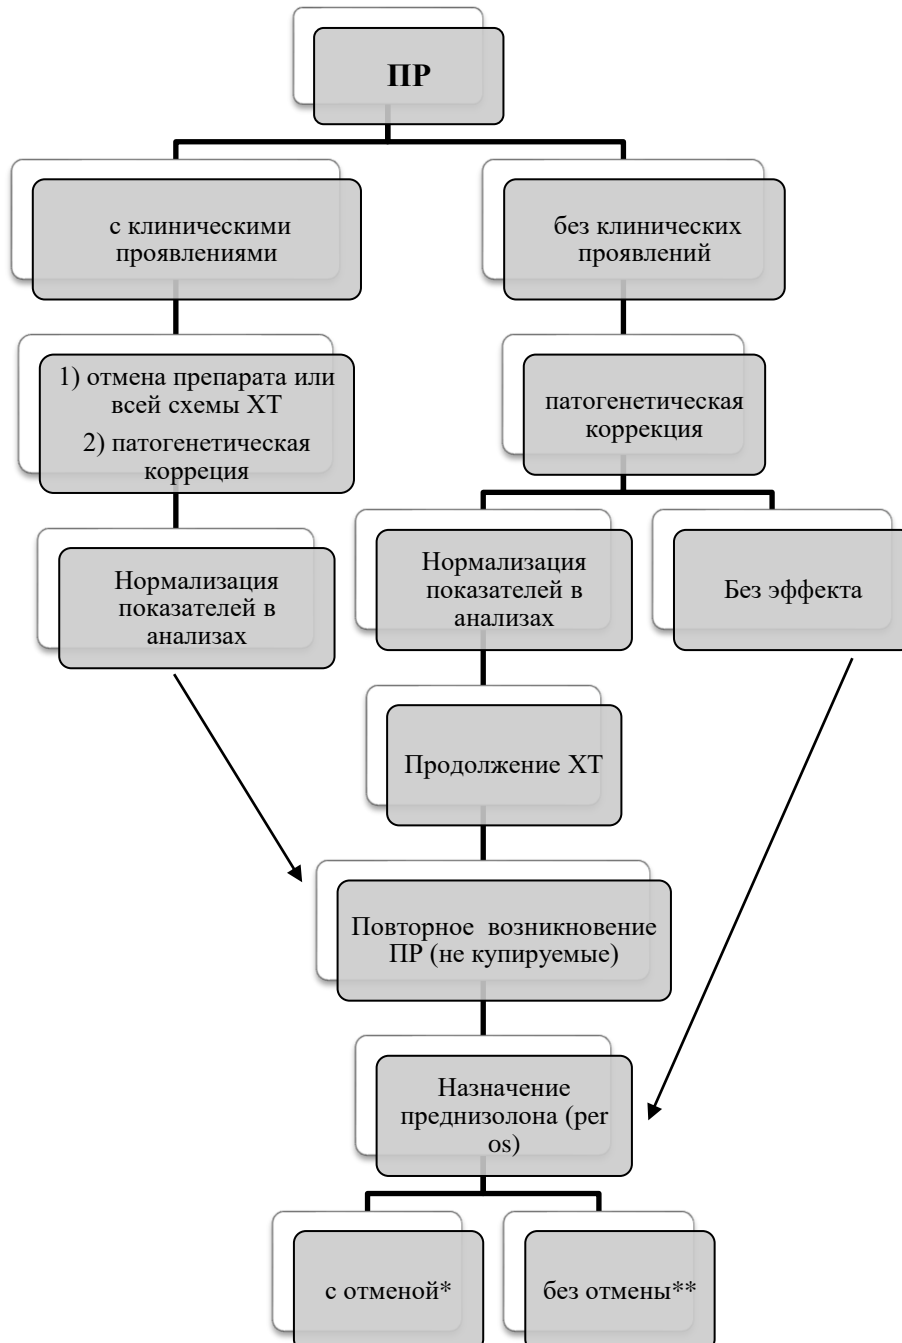 ПР
с клиническими
проявлениями
без клинических
проявлений
1) отмена препарата или
всей схемы ХТ
2) патогенетическая
корреция
патогенетическая
коррекция
Нормализация
показателей в
анализах
Нормализация
показателей в
анализах
Без эффекта
Продолжение ХТ
Повторное возникновение
ПР (не купируемые)
Назначение
преднизолона (per
os)
с отменой*
без отмены**